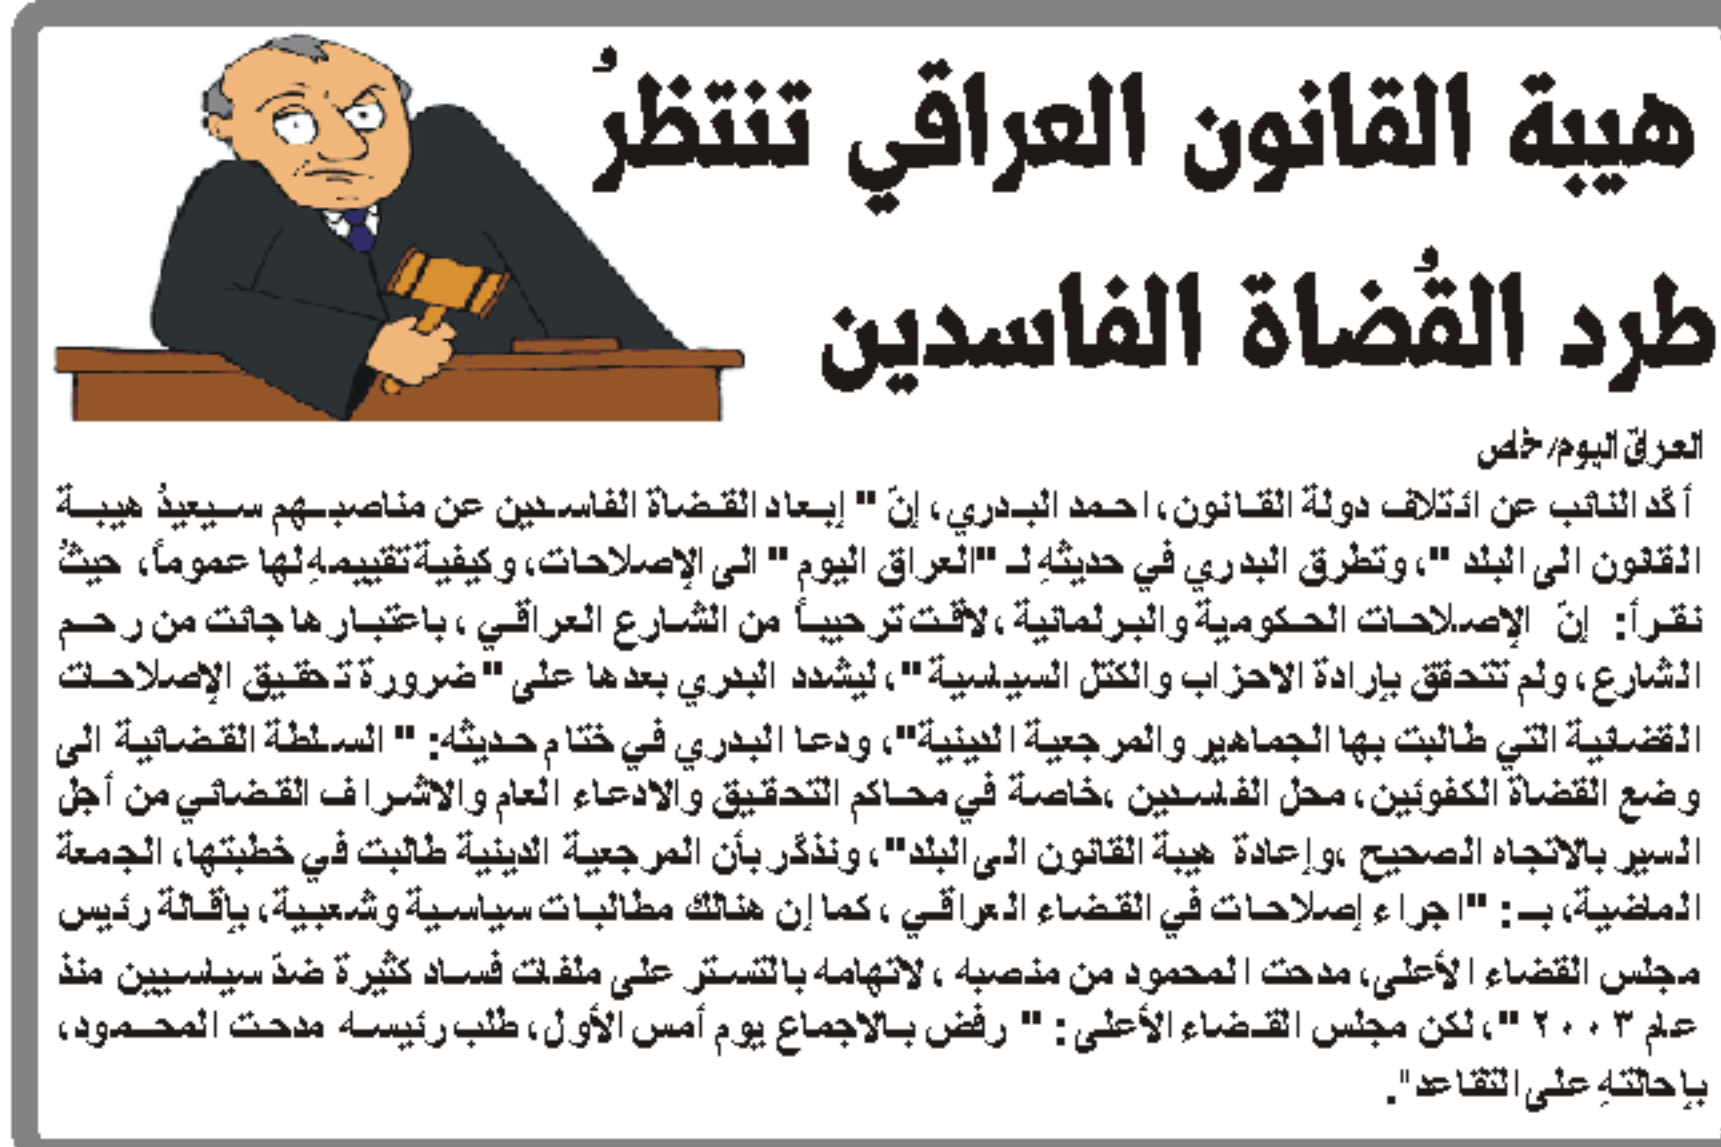 هيبة القانون العراقي تنتظرُ
طرد القُضاة الفاسدين
العراق اليوم/ خاص
أكد النائب عن ائتلاف دولة القانون، احمد البدري، إنّ " إبعاد القضاة الفاسدين عن مناصبهم سيعيدُ هيبة
القانون الى البلد "، وتطرق البدري في حديثهِ لـ "العراق اليوم " الى الإصلاحات، وكيفية تقييمهِ لها عموماً، حيثُ
نقرأ: إنّ الإصلاحات الحكومية والبرلمانية ،لاقت ترحيباً من الشارع العراقي ، باعتبارها جائت من رحم
الشارع، ولم تتحقق بإرادة الاحزاب والكتل السياسية "، ليشدد البدري بعدها على " ضرورة تحقيق الإصلاحات
القضائية التي طالبت بها الجماهير والمرجعية الدينية"، ودعا البدري في ختام حديثه: " السلطة القضائية الى
وضع القضاة الكفوئين، محل الفاسدين ،خاصة في محاكم التحقيق والادعاء العام والاشراف القضائي من أجل
السير بالاتجاه الصحيح ،وإعادة هيبة القانون الى البلد"، ونذكّر بأن المرجعية الدينية طالبت في خطبتها، الجمعة
الماضية، بـ : "اجراء إصلاحات في القضاء العراقي ، كما إن هنالك مطالبات سياسية وشعبية، بإقالة رئيس
مجلس القضاء الأعلى، مدحت المحمود من منصبه ، لاتهامه بالتستر على ملفات فساد كثيرة ضدّ سياسيين منذ
عام ٢٠٠٣ "، لكن مجلس القضاء الأعلى : " رفض بالاجماع يوم أمس الأول، طلب رئيسه مدحت المحمود،
بإحالتهِ على التقاعد".